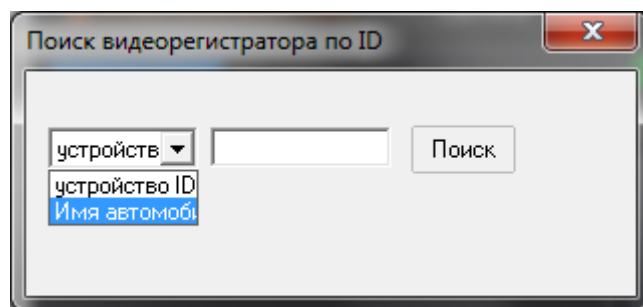 Поиск видеорегистратора по ID
устройств Поиск
устройство ID
Имя автомоби